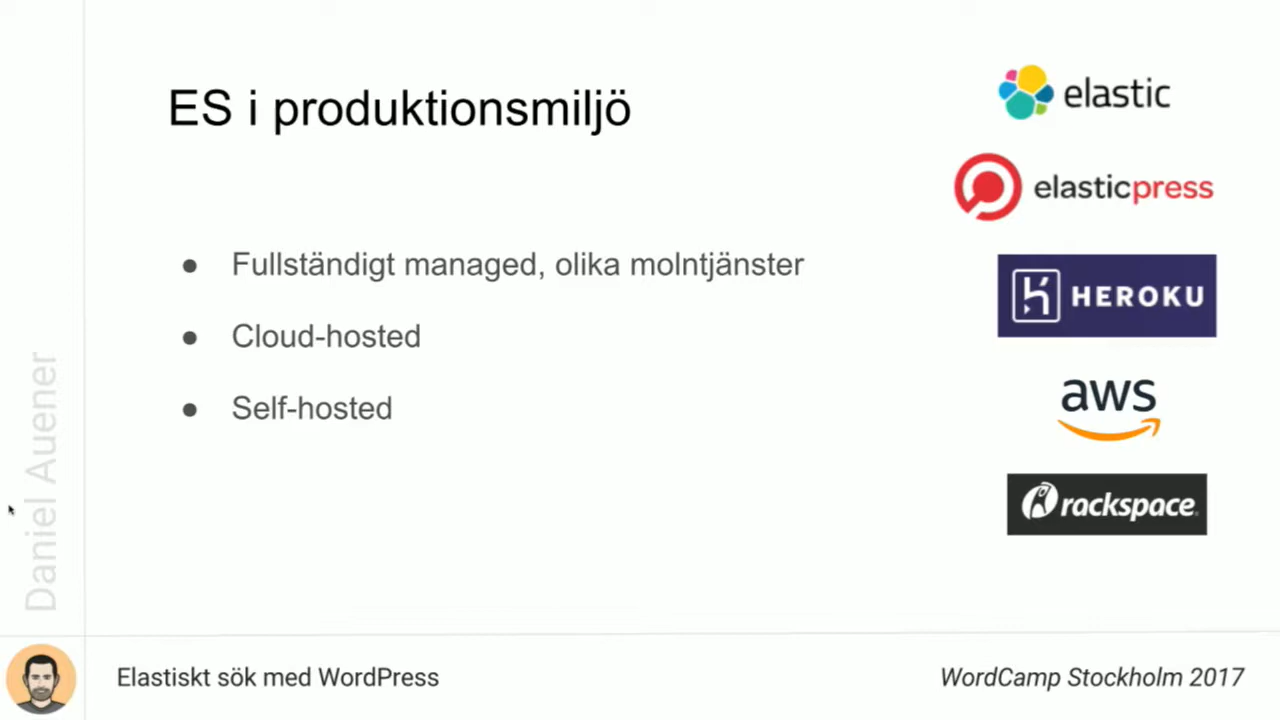 ES i produktionsmiljö
Fullständigt managed, olika molntjänster
Cloud-hosted
Self-hosted
elastic
elasticpress
HEROKU
aws
rackspace
Daniel Auener
Elastiskt sök med WordPress
WordCamp Stockholm 2017